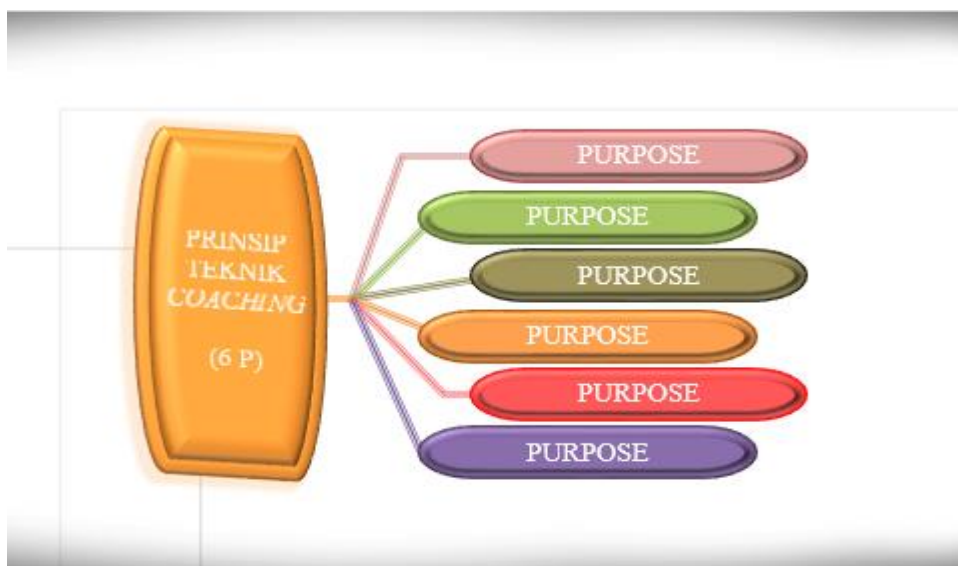 PRINSIP
TEKNIK
COACHING
(6 P)
PURPOSE
PURPOSE
PURPOSE
PURPOSE
PURPOSE
PURPOSE